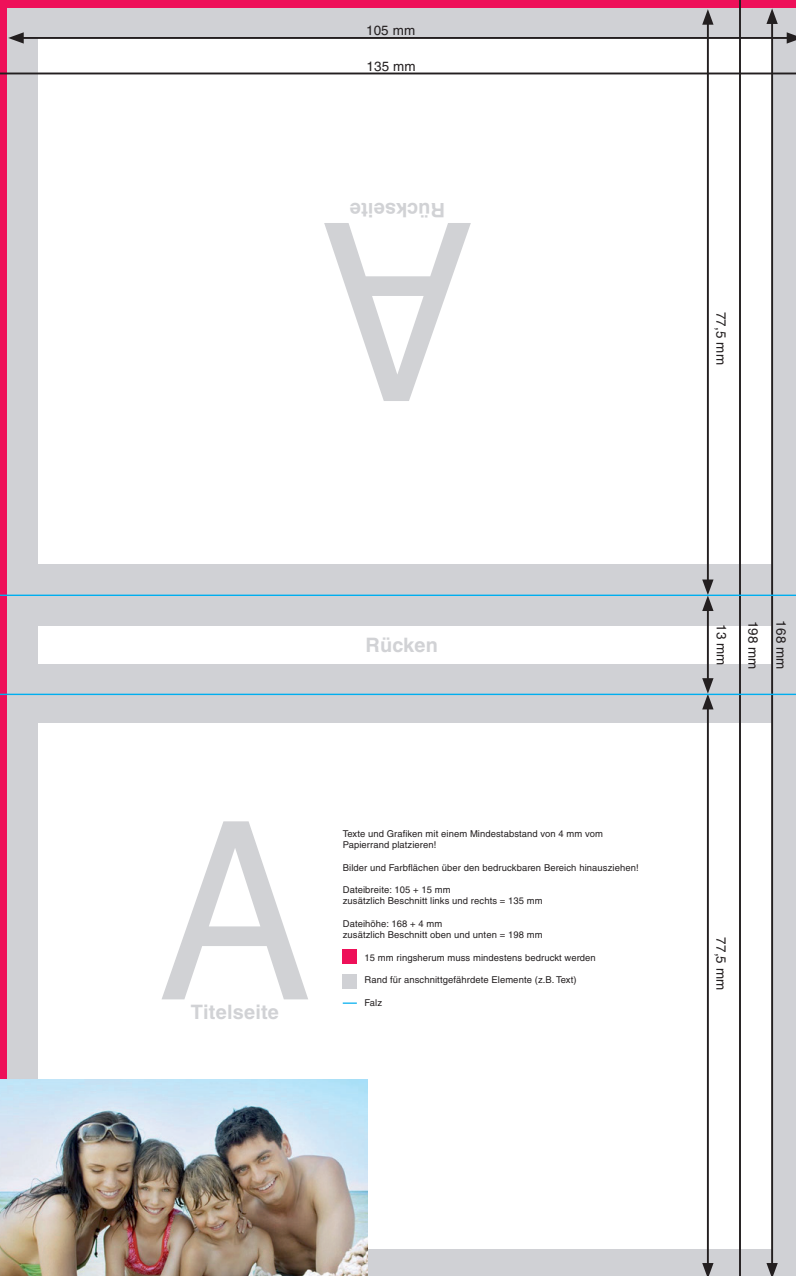 105 mm
135 mm
Rückseite
A
77,5 mm
Rücken
13 mm
198 mm
168 mm
A
Titelseite
Texte und Grafiken mit einem Mindestabstand von 4 mm vom
Papierrand platzieren!
Bilder und Farbflächen über den bedruckbaren Bereich hinausziehen!
Dateibreite: 105 + 15 mm
zusätzlich Beschnitt links und rechts = 135 mm
Dateihöhe: 168 + 4 mm
zusätzlich Beschnitt oben und unten = 198 mm
15 mm ringsherum muss mindestens bedruckt werden
Rand für anschnittgefährdete Elemente (z.B. Text)
Falz
77,5 mm